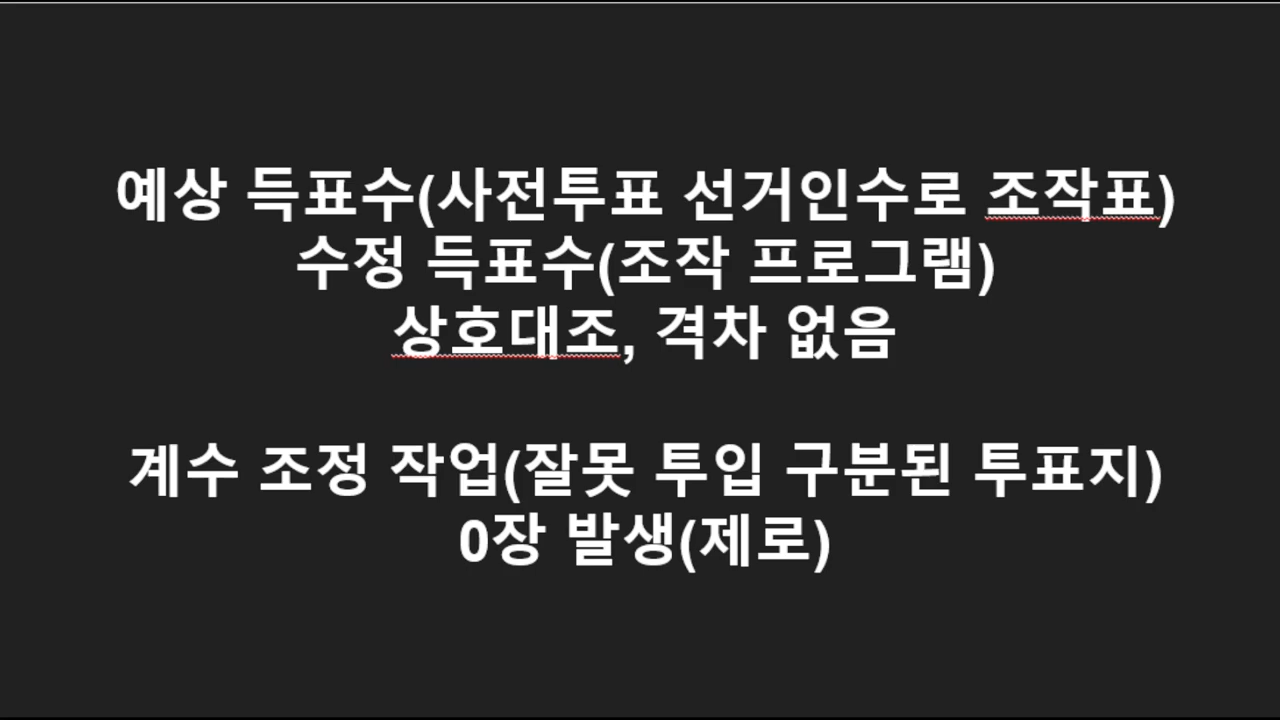 예상 득표수(사전투표 선거인수로 조작표)
수정 득표수(조작 프로그램)
상호대조, 격차 없음
계수 조정 작업(잘못 투입 구분된 투표지)
0장 발생(제로)